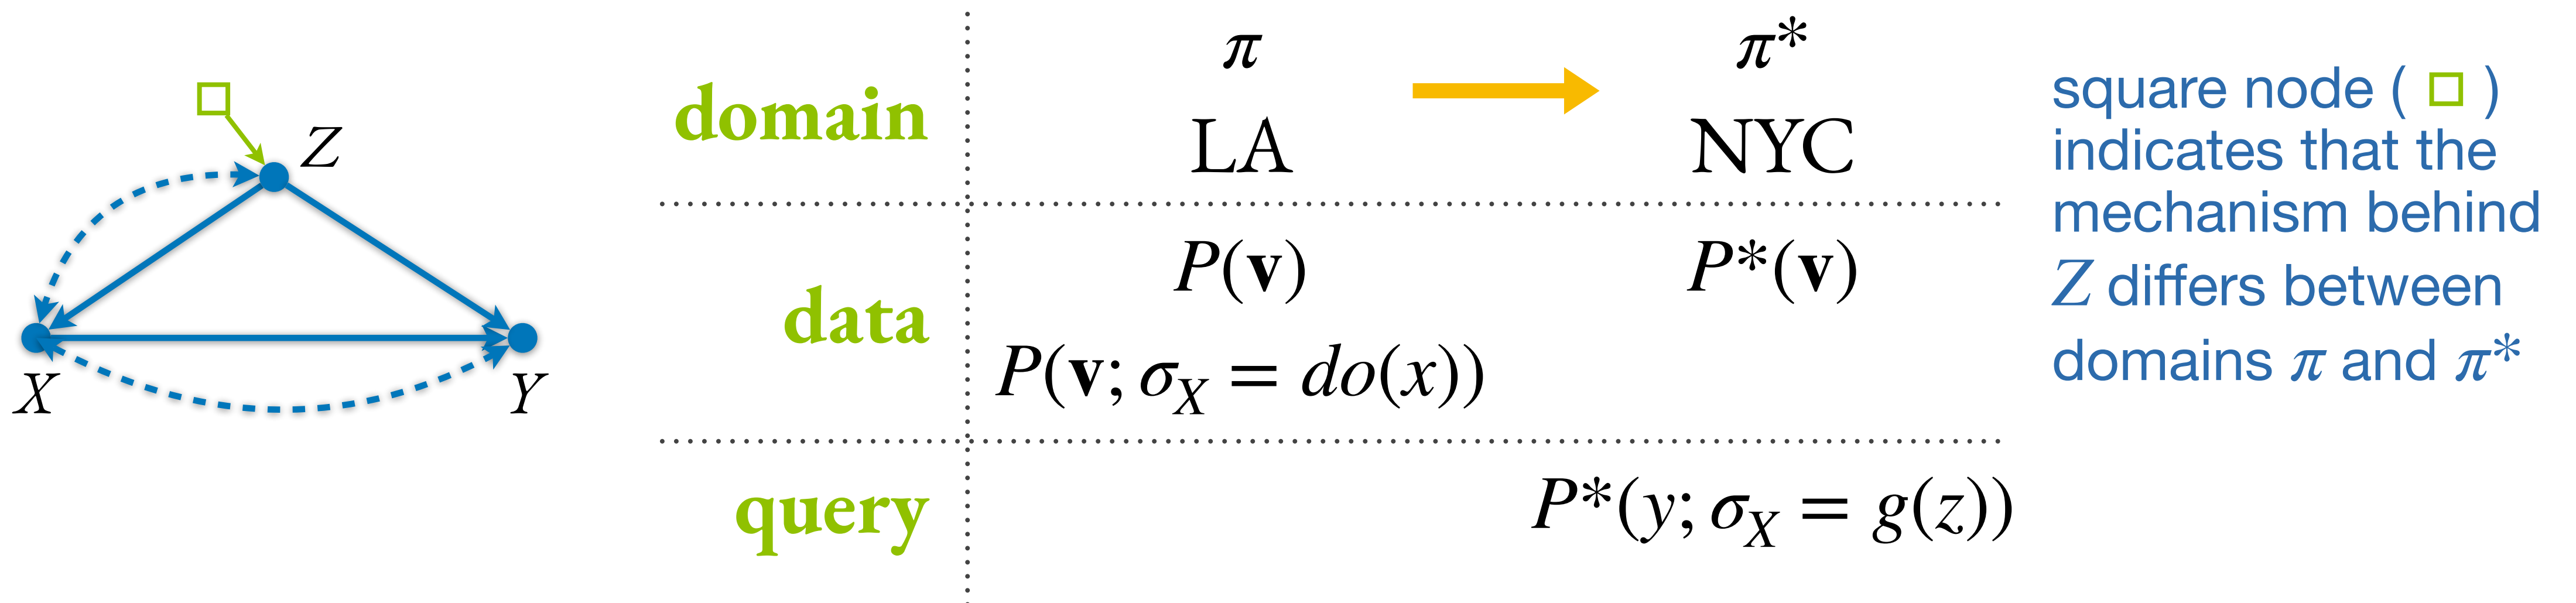 Z
X
Y
domain
π
π*
LA
NYC
data
P(v)
P*(v)
P(v; σ_X = do(x))
query
P*(y; σ_X = g(z))
square node ( □ )
indicates that the
mechanism behind
Z differs between
domains π and π*